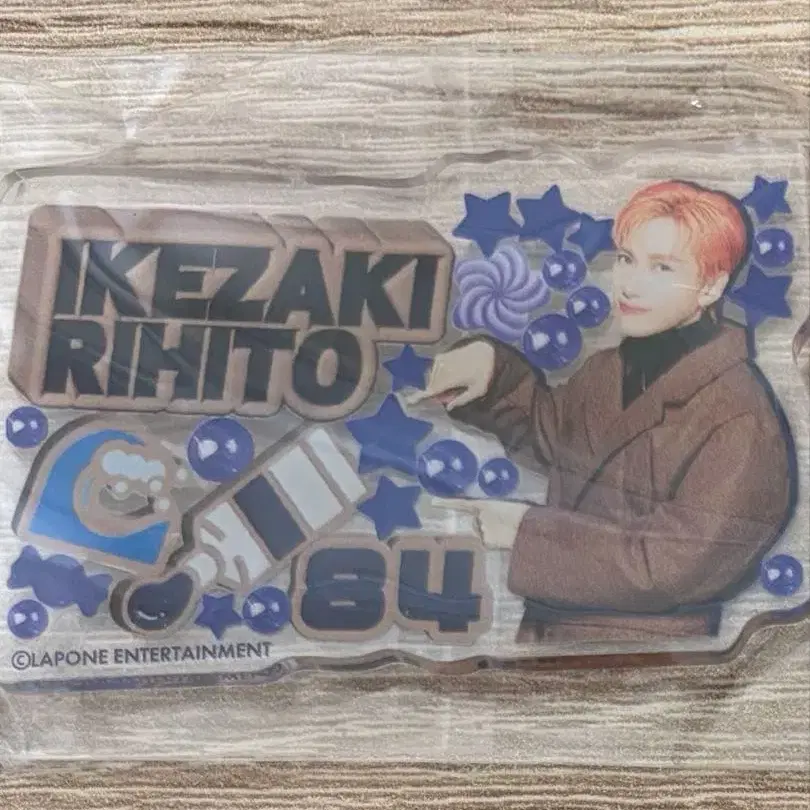 IKEZAKI
RIHITO
84
©LAPONE ENTERTAINMENT